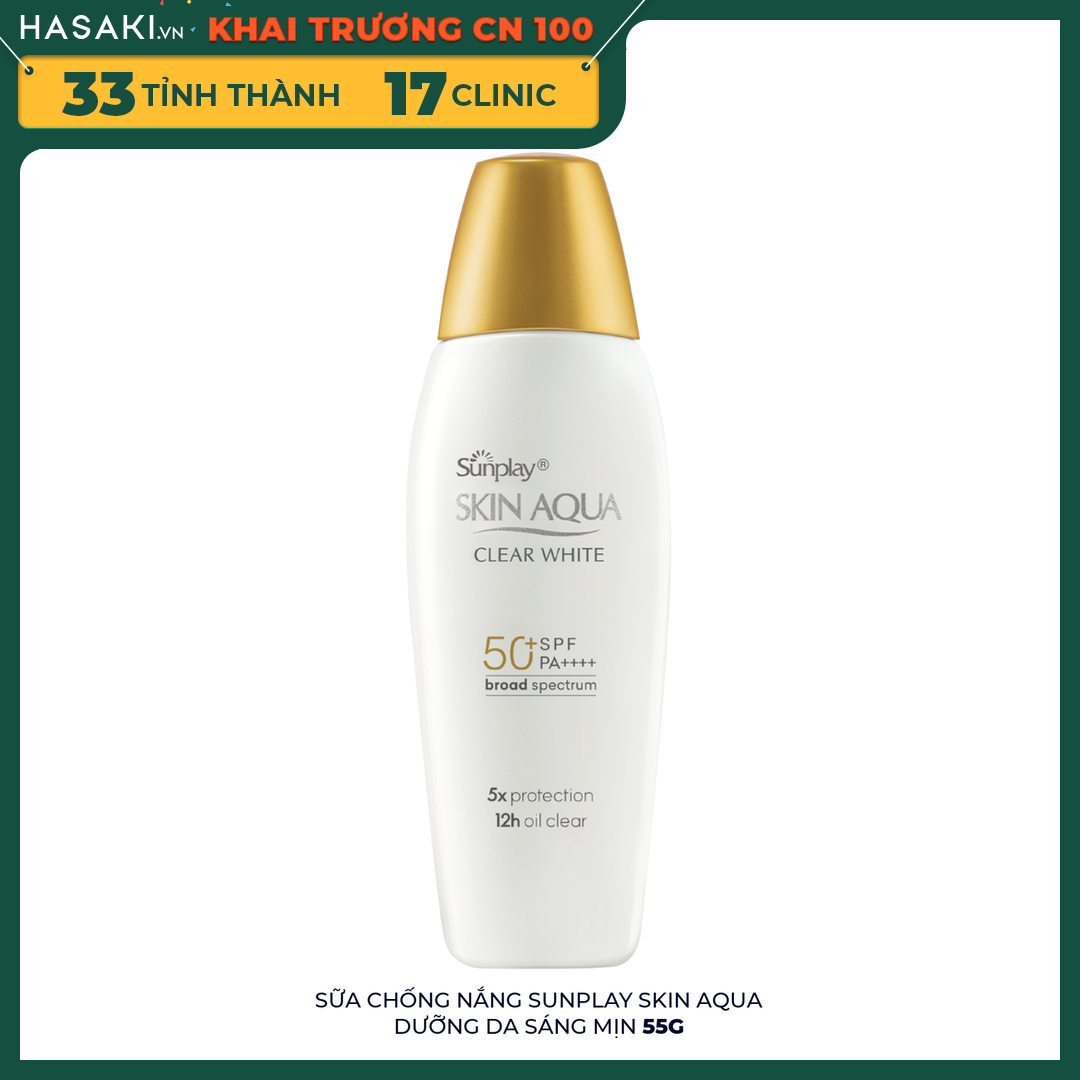 HASAKI.VN KHAI TRƯƠNG CN 100
33 TỈNH THÀNH 17 CLINIC
Sunplay®
SKIN AQUA
CLEAR WHITE
50+ SPF
PA++++
broad spectrum
5x protection
12h oil clear
SỮA CHỐNG NẮNG SUNPLAY SKIN AQUA
DƯỠNG DA SÁNG MỊN 55G